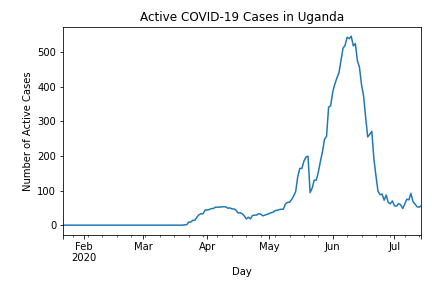 Active COVID-19 Cases in Uganda
Number of Active Cases
500
400
300
200
100
0
Feb Mar Apr May Jun Jul
2020
Day